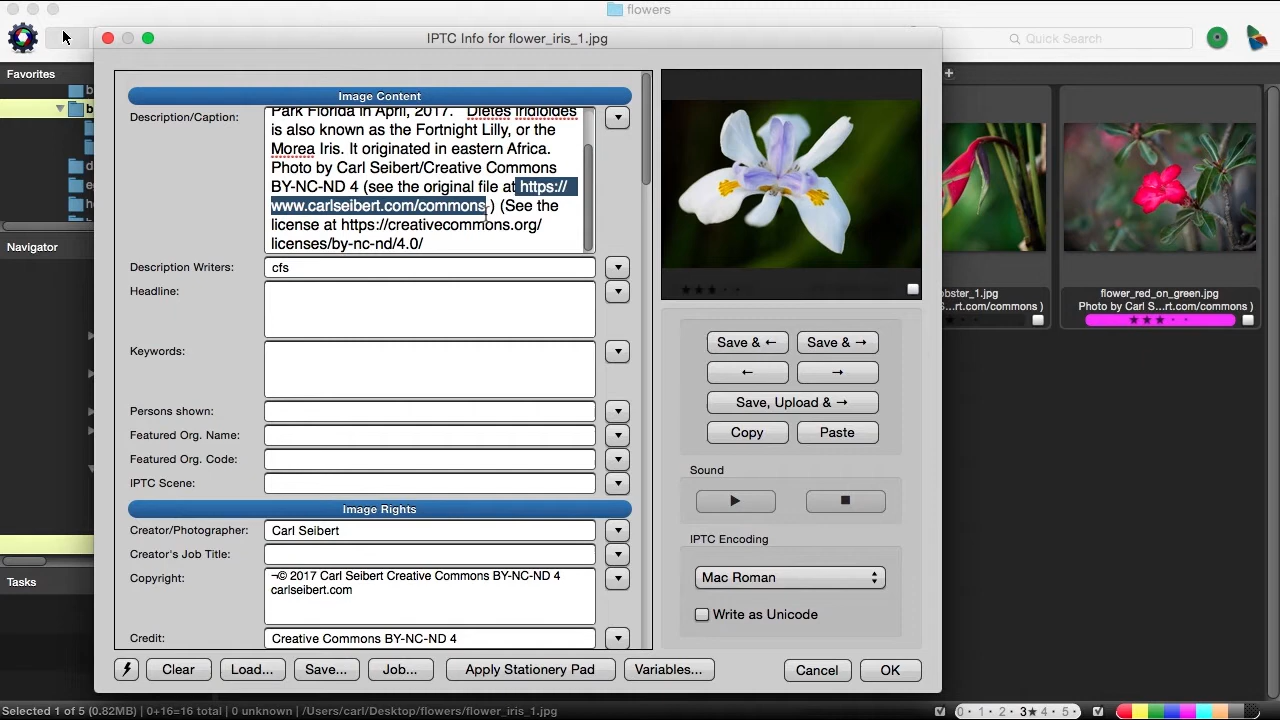 flowers
IPTC Info for flower_iris_1.jpg
Quick Search
Favorites
Navigator
Tasks
Image Content
Description/Caption:
Park Florida in April, 2017. Dietes Iridioides
is also known as the Fortnight Lilly, or the
Morea Iris. It originated in eastern Africa.
Photo by Carl Seibert/Creative Commons
BY-NC-ND 4 (see the original file at https://
www.carlseibert.com/commons ) (See the
license at https://creativecommons.org/
licenses/by-nc-nd/4.0/
Description Writers:
cfs
Headline:
Keywords:
Persons shown:
Featured Org. Name:
Featured Org. Code:
IPTC Scene:
Image Rights
Creator/Photographer:
Carl Seibert
Creator's Job Title:
Copyright:
¬© 2017 Carl Seibert Creative Commons BY-NC-ND 4
carlseibert.com
Credit:
Creative Commons BY-NC-ND 4
Clear
Load...
Save...
Job...
Apply Stationery Pad
Variables...
Cancel
OK
Save & ←
Save & →
←
→
Save, Upload & →
Copy
Paste
Sound
IPTC Encoding
Mac Roman
Write as Unicode
obster_1.jpg
S...rt.com/commons )
flower_red_on_green.jpg
Photo by Carl S...rt.com/commons )
Selected 1 of 5 (0.82MB) | 0+16=16 total | 0 unknown | /Users/carl/Desktop/flowers/flower_iris_1.jpg
0 · 1 · 2 · 3★ 4 · 5 ·